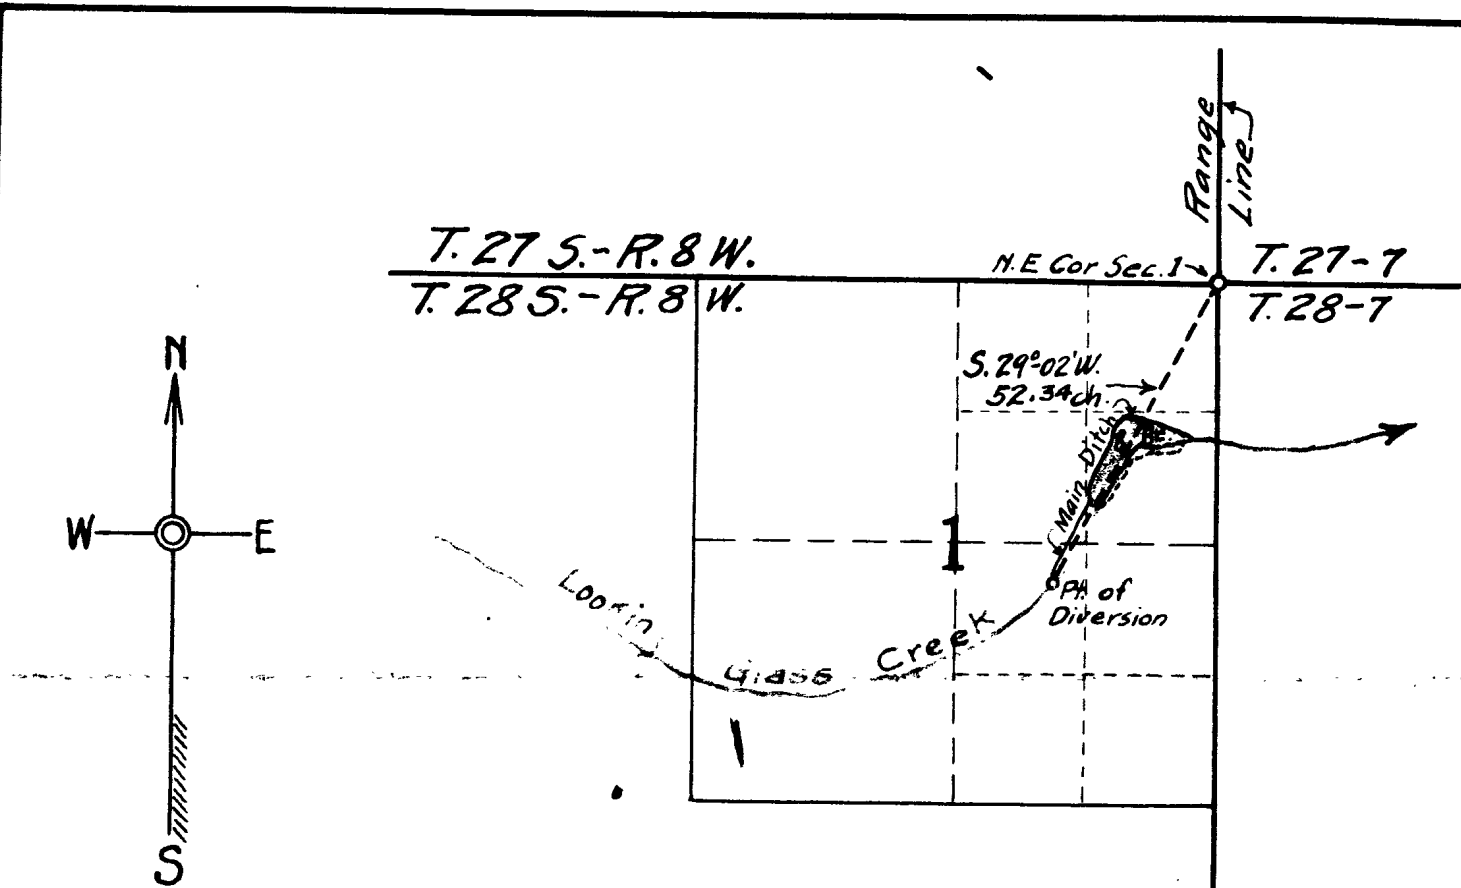 Range
Line
T. 27 S.-R. 8 W.
N.E Cor Sec. 1
T. 27-7
T. 28 S.-R. 8 W.
T. 28-7
N
S. 29°-02'W.
52.34 ch.
Main Ditch
W
E
1
Pt. of
Diversion
Looking
Glass Creek
S